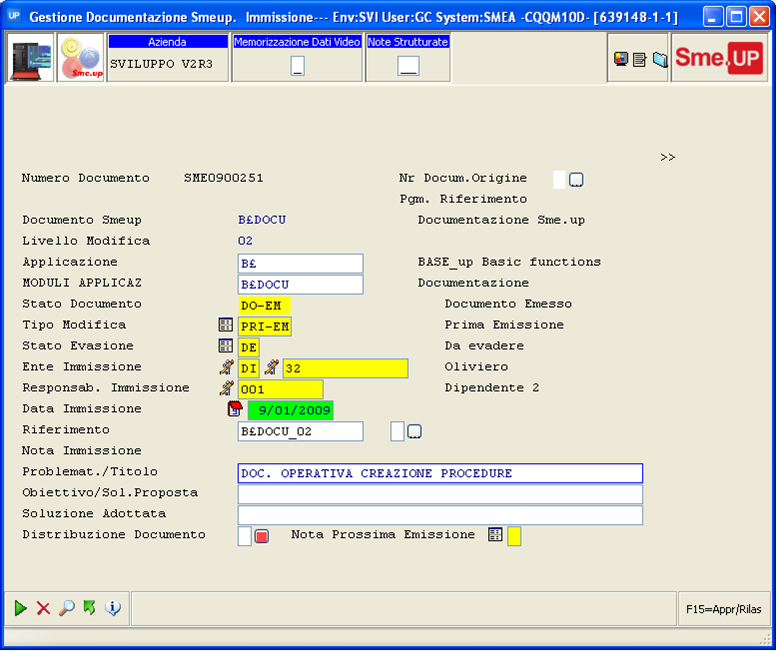 UP Gestione Documentazione Smeup. Immissione--- Env:SVI User:GC System:SMEA -CQQM10D- [639148-1-1]
Sme.up
Azienda
SVILUPPO V2R3
Memorizzazione Dati Video
Note Strutturate
Sme.UP
>>
Numero Documento SME0900251 Nr Docum.Origine
Pgm. Riferimento
Documento Smeup B£DOCU Documentazione Sme.up
Livello Modifica 02
Applicazione B£ BASE_up Basic functions
MODULI APPLICAZ B£DOCU Documentazione
Stato Documento DO-EM Documento Emesso
Tipo Modifica PRI-EM Prima Emissione
Stato Evasione DE Da evadere
Ente Immissione DI 32 Oliviero
Responsab. Immissione 001 Dipendente 2
Data Immissione 9/01/2009
Riferimento B£DOCU_02
Nota Immissione
Problemat./Titolo DOC. OPERATIVA CREAZIONE PROCEDURE
Obiettivo/Sol.Proposta
Soluzione Adottata
Distribuzione Documento Nota Prossima Emissione
F15=Appr/Rilas